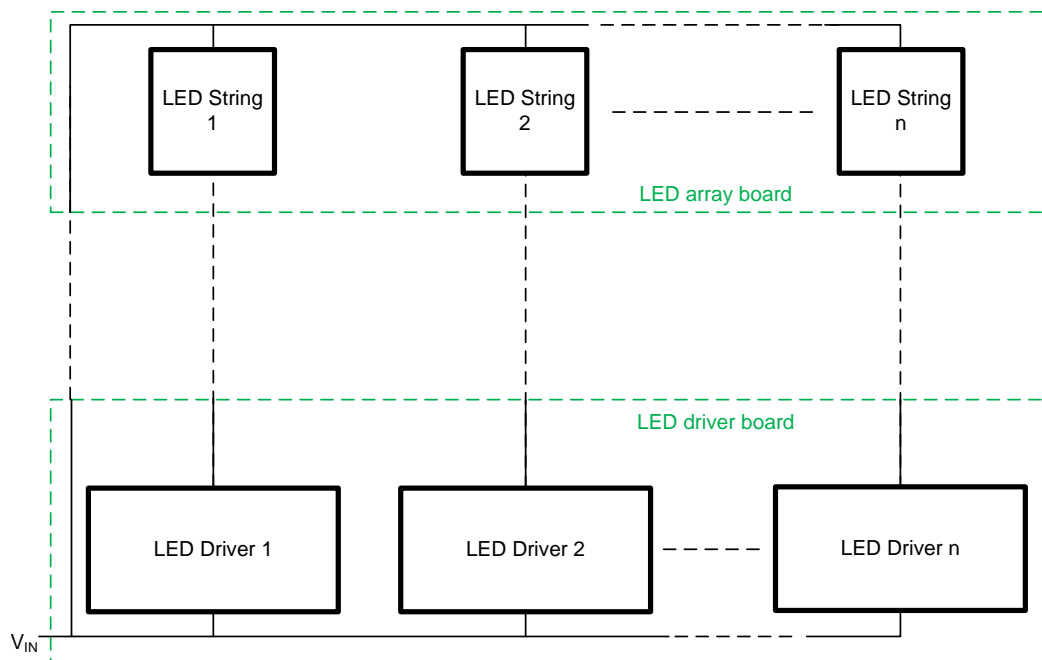 LED String
1
LED String
2
LED String
n
LED array board
LED driver board
LED Driver 1
LED Driver 2
LED Driver n
VIN